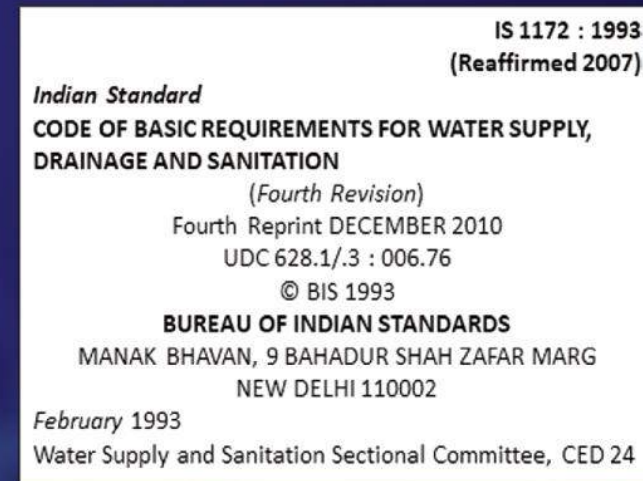 IS 1172 : 1993
(Reaffirmed 2007)
Indian Standard
CODE OF BASIC REQUIREMENTS FOR WATER SUPPLY,
DRAINAGE AND SANITATION
(Fourth Revision)
Fourth Reprint DECEMBER 2010
UDC 628.1/.3 : 006.76
© BIS 1993
BUREAU OF INDIAN STANDARDS
MANAK BHAVAN, 9 BAHADUR SHAH ZAFAR MARG
NEW DELHI 110002
February 1993
Water Supply and Sanitation Sectional Committee, CED 24